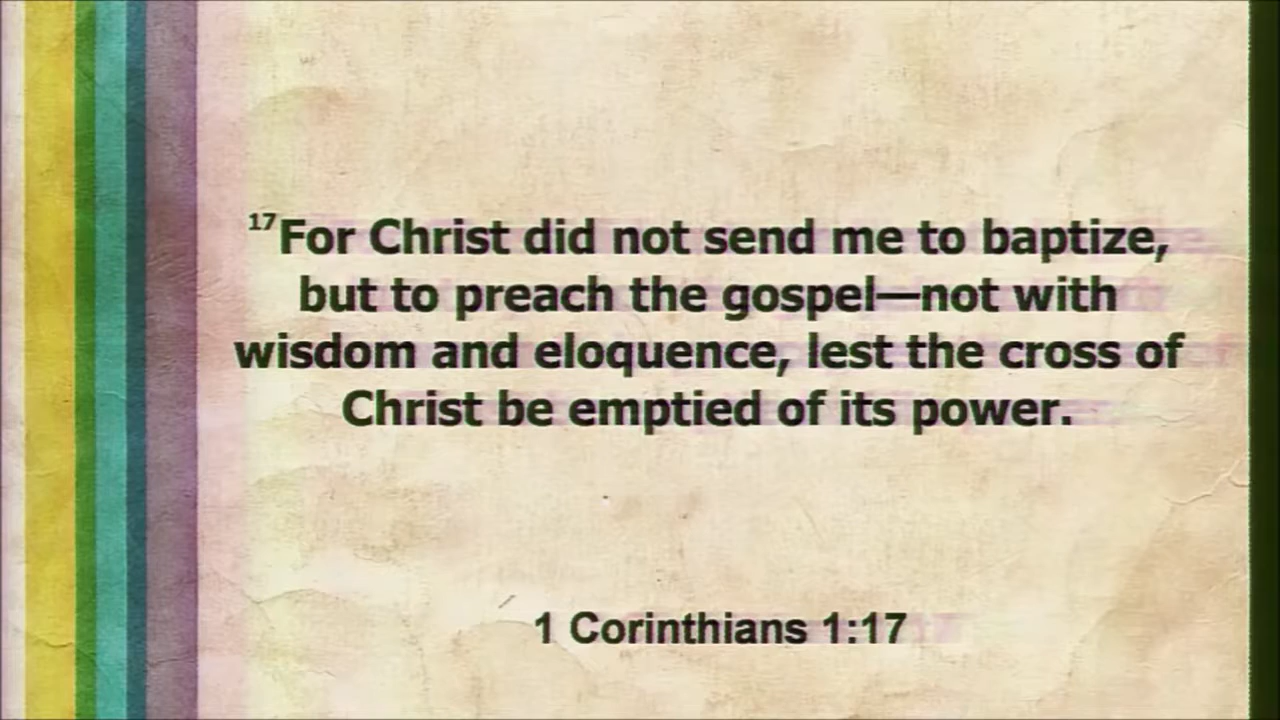 17For Christ did not send me to baptize,
but to preach the gospel—not with
wisdom and eloquence, lest the cross of
Christ be emptied of its power.
1 Corinthians 1:17